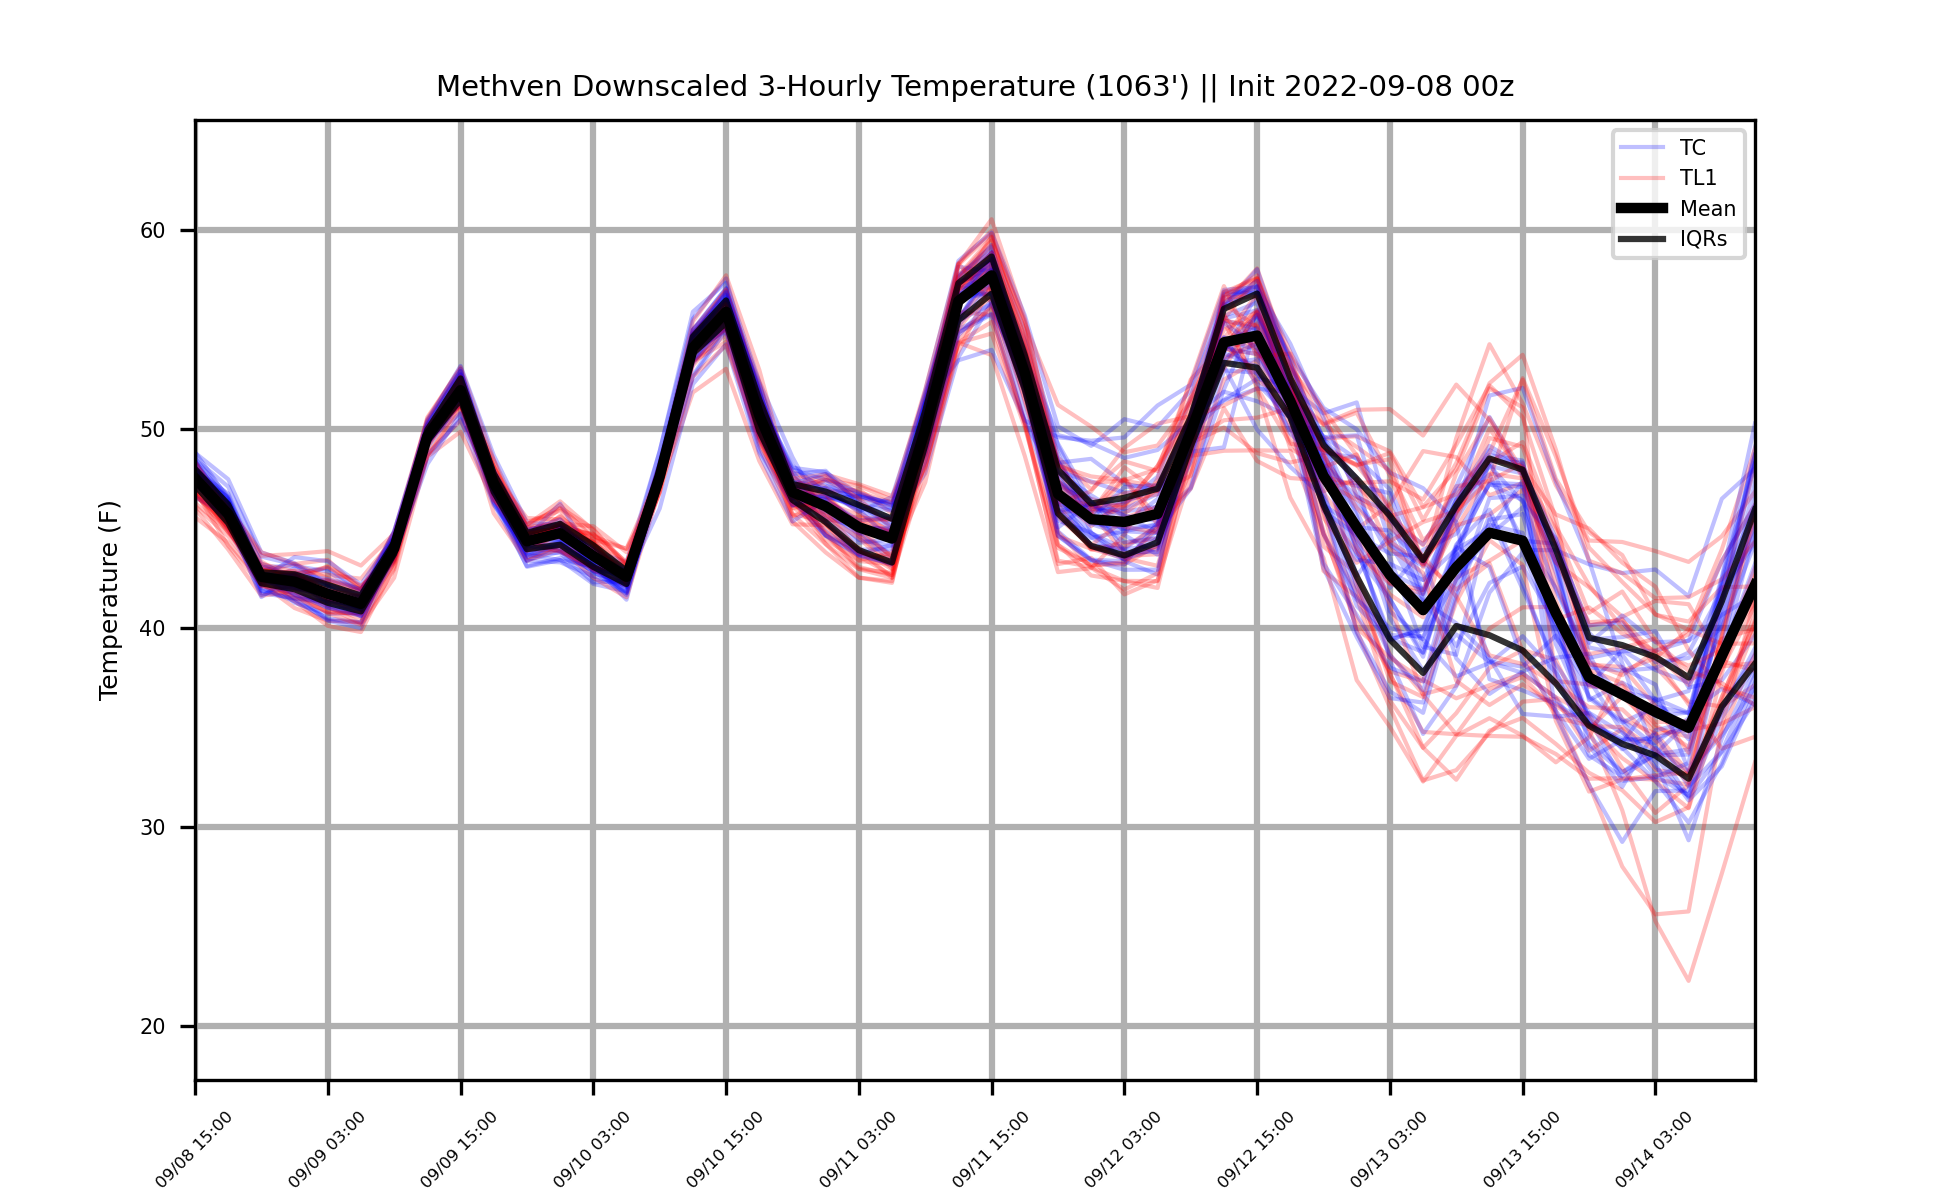 Methven Downscaled 3-Hourly Temperature (1063') || Init 2022-09-08 00z
TC
TL1
Mean
IQRs
Temperature (F)
60
50
40
30
20
09/08 15:00
09/09 03:00
09/09 15:00
09/10 03:00
09/10 15:00
09/11 03:00
09/11 15:00
09/12 03:00
09/12 15:00
09/13 03:00
09/13 15:00
09/14 03:00